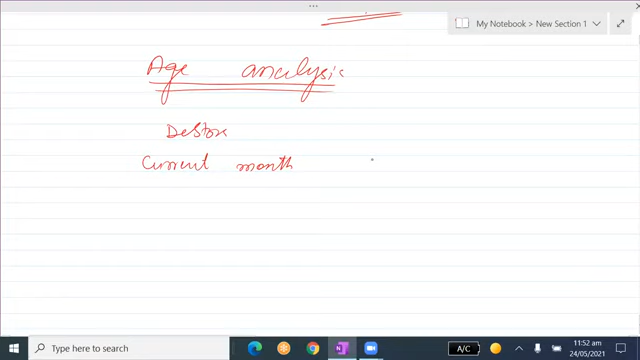 ...
My Notebook > New Section 1
Age analysis
Debtors
Current month
Type here to search
A/C
11:52 am
24/05/2021